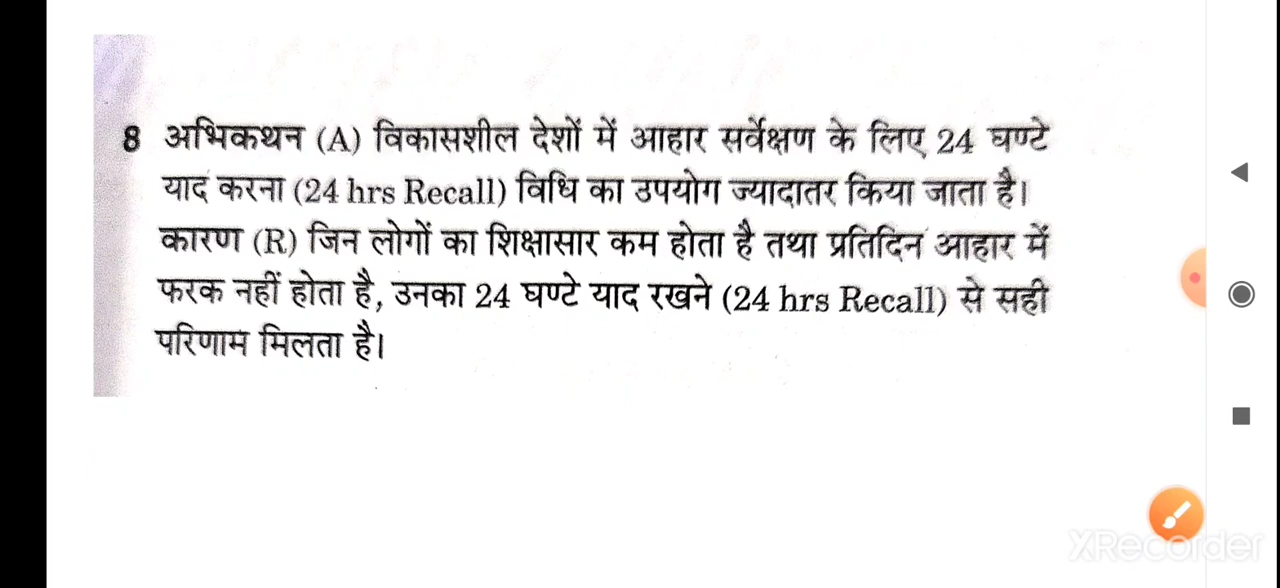 8 अभिकथन (A) विकासशील देशों में आहार सर्वेक्षण के लिए 24 घण्टे
याद करना (24 hrs Recall) विधि का उपयोग ज्यादातर किया जाता है।
कारण (R) जिन लोगों का शिक्षासार कम होता है तथा प्रतिदिन आहार में
फरक नहीं होता है, उनका 24 घण्टे याद रखने (24 hrs Recall) से सही
परिणाम मिलता है।
XRecorder